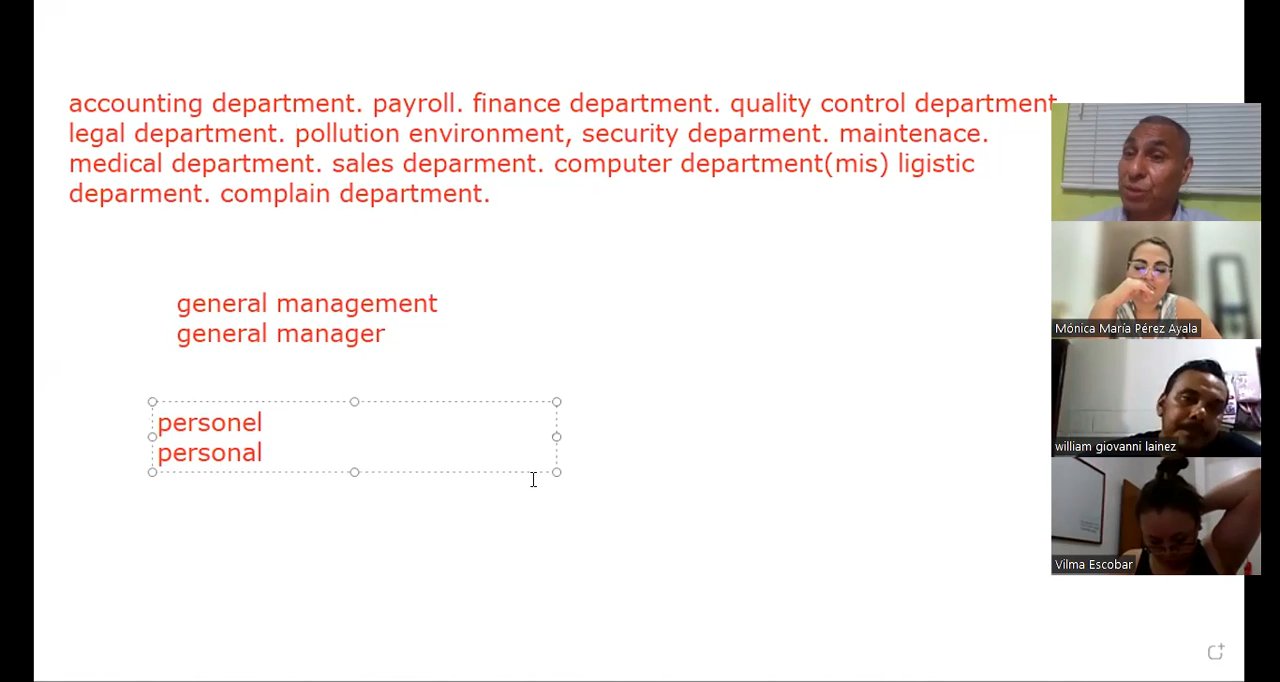 accounting department. payroll. finance department. quality control department
legal department. pollution environment, security deparment. maintenace.
medical department. sales deparment. computer department(mis) ligistic
deparment. complain department.
general management
general manager
personel
personal
Mónica María Pérez Ayala
william giovanni lainez
Vilma Escobar